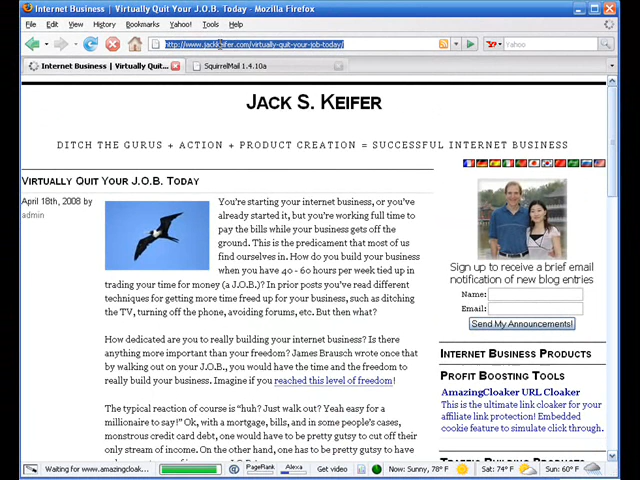 Internet Business | Virtually Quit Your J.O.B. Today - Mozilla Firefox
File Edit View History Bookmarks Yahoo! Tools Help
http://www.jackkeifer.com/virtually-quit-your-job-today/
Yahoo
Internet Business | Virtually Quit...
SquirrelMail 1.4.10a
JACK S. KEIFER
DITCH THE GURUS + ACTION + PRODUCT CREATION = SUCCESSFUL INTERNET BUSINESS
VIRTUALLY QUIT YOUR J.O.B. TODAY
April 18th, 2008 by
admin
You're starting your internet business, or you've
already started it, but you're working full time to
pay the bills while your business gets off the
ground. This is the predicament that most of us
find ourselves in. How do you build your business
when you have 40 - 60 hours per week tied up in
trading your time for money (a J.O.B.)? In prior posts you've read different
techniques for getting more time freed up for your business, such as ditching
the TV, turning off the phone, avoiding forums, etc. But then what?
How dedicated are you to really building your internet business? Is there
anything more important than your freedom? James Brausch wrote once that
by walking out on your J.O.B., you would have the time and the freedom to
really build your business. Imagine if you reached this level of freedom!
The typical reaction of course is "huh? Just walk out? Yeah easy for a
millionaire to say!" Ok, with a mortgage, bills, and in some people's cases,
monstrous credit card debt, one would have to be pretty gutsy to cut off their
only stream of income. On the other hand, one has to be pretty gutsy to have
Sign up to receive a brief email
notification of new blog entries
Name:
Email:
Send My Announcements!
INTERNET BUSINESS PRODUCTS
PROFIT BOOSTING TOOLS
AmazingCloaker URL Cloaker
This is the ultimate link cloaker for your
affiliate link protection! Embedded
cookie feature to simulate click through.
Waiting for www.amazingcloak... PageRank Alexa Get video Now: Sunny, 78° F Sat: 74° F Sun: 60° F